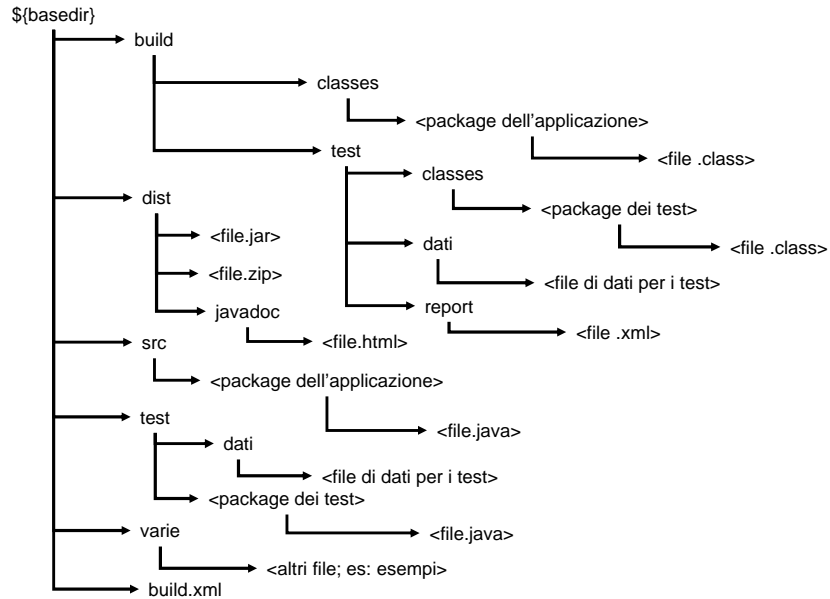 ${basedir}
build
classes
<package dell'applicazione>
<file .class>
test
classes
<package dei test>
<file .class>
dati
<file di dati per i test>
report
<file .xml>
dist
<file.jar>
<file.zip>
javadoc
<file.html>
src
<package dell'applicazione>
<file.java>
test
dati
<file di dati per i test>
<package dei test>
<file.java>
varie
<altri file; es: esempi>
build.xml